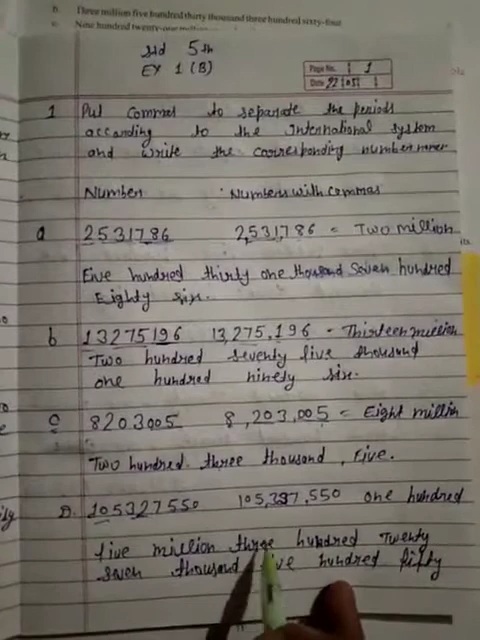 b. Three million five hundred thirty thousand three hundred sixty-four
c. Nine hundred twenty-one
std 5th
EX 1 (B)
Page No. 1
Date 22/05/
1 Put commas to separate the periods
according to the International system
and write the corresponding number names
Number Numbers with commas
a 2531786 2,531,786 = Two million
Five hundred thirty one thousand Seven hundred
Eighty six.
b 13275196 13,275,196 - Thirteen million
Two hundred seventy five thousand
one hundred ninety six.
c 8203005 8,203,005 = Eight millin
Two hundred three thousand, Five.
D. 105327550 105,327,550 one hundred
five million three hundred Twenty
seven thousand five hundred fifty